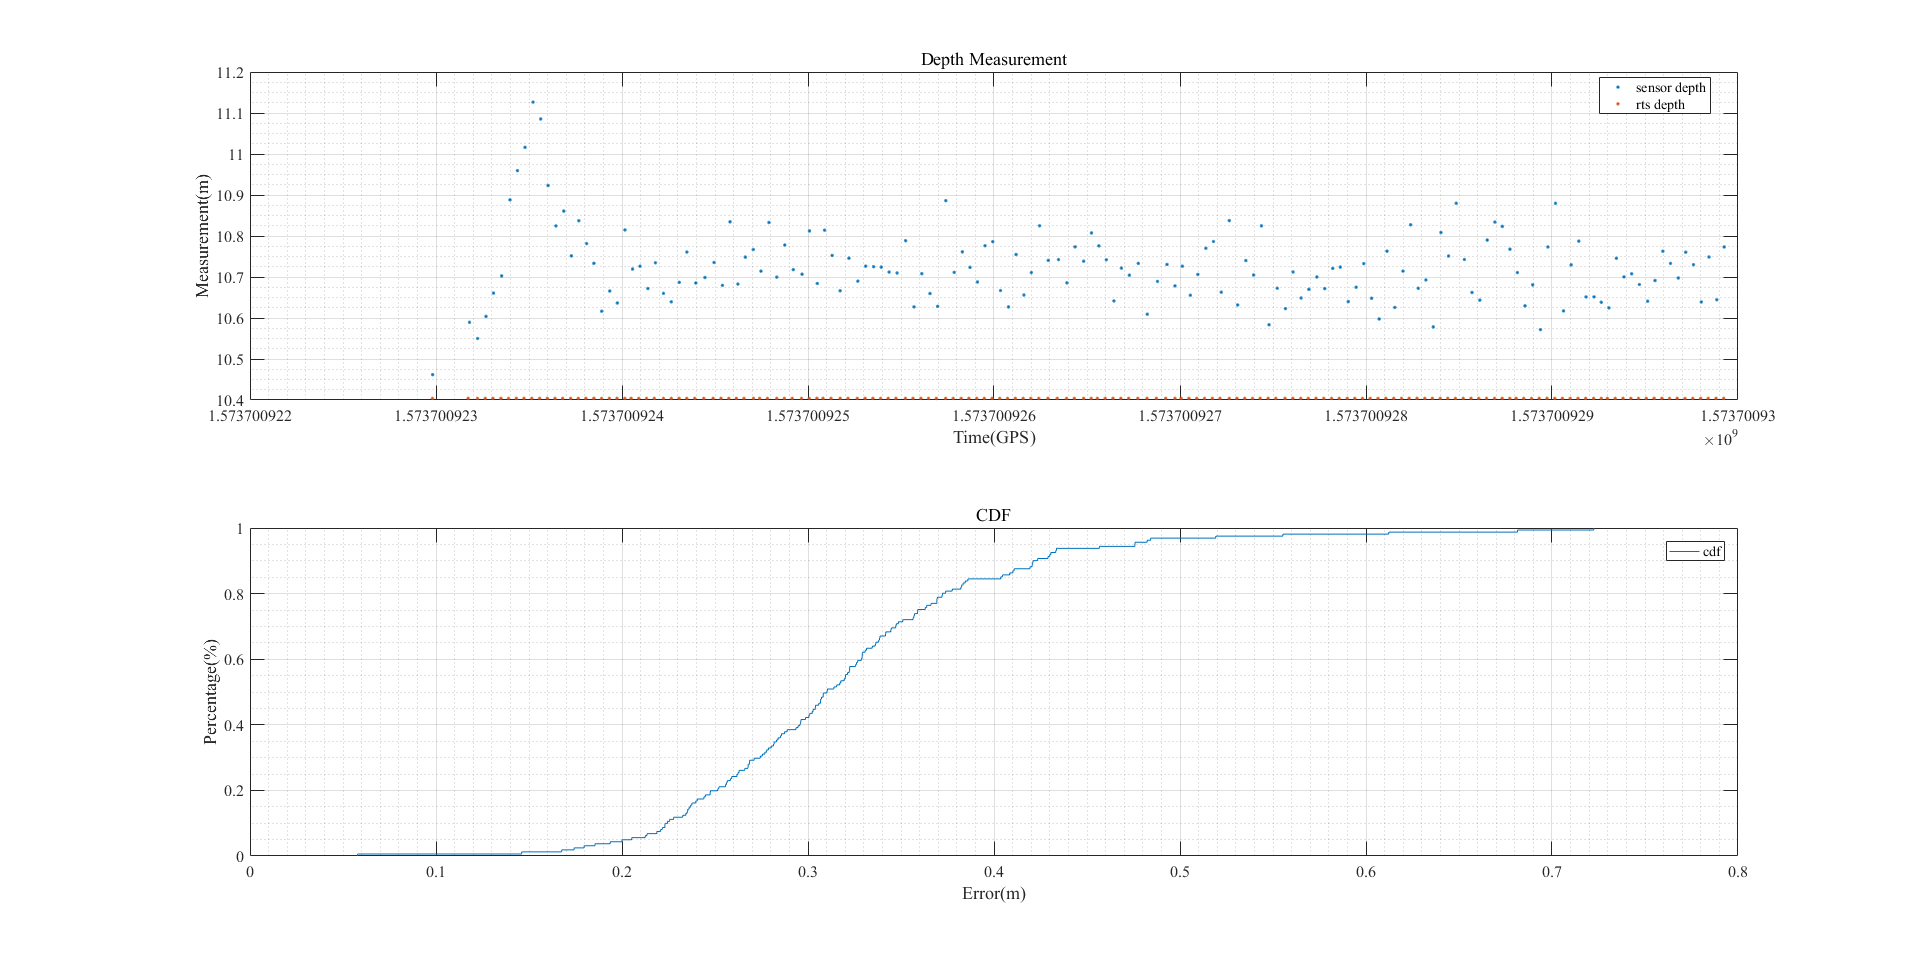 Depth Measurement
11.2
11.1
11
10.9
10.8
10.7
10.6
10.5
10.4
Measurement(m)
sensor depth
rts depth
1.573700922 1.573700923 1.573700924 1.573700925 1.573700926 1.573700927 1.573700928 1.573700929 1.57370093
Time(GPS)
×10⁹
CDF
1
0.8
0.6
0.4
0.2
0
Percentage(%)
cdf
0 0.1 0.2 0.3 0.4 0.5 0.6 0.7 0.8
Error(m)